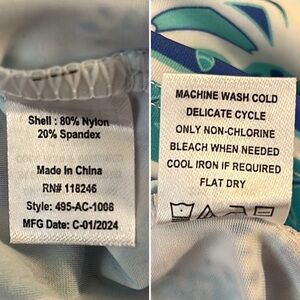 Shell : 80% Nylon
20% Spandex
Made in China
RN# 118246
Style: 495-AC-1008
MFG Date: C-01/2024
MACHINE WASH COLD
DELICATE CYCLE
ONLY NON-CHLORINE
BLEACH WHEN NEEDED
COOL IRON IF REQUIRED
FLAT DRY